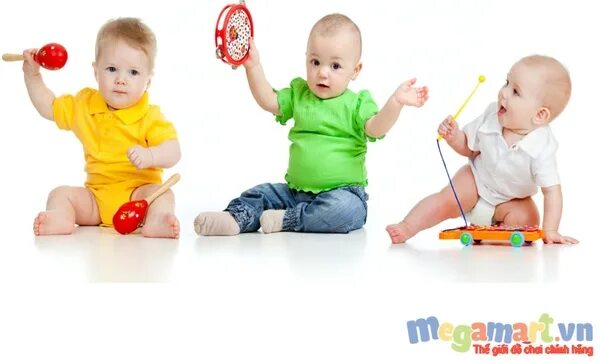 megamart.vn
Thế giới đồ chơi chính hãng